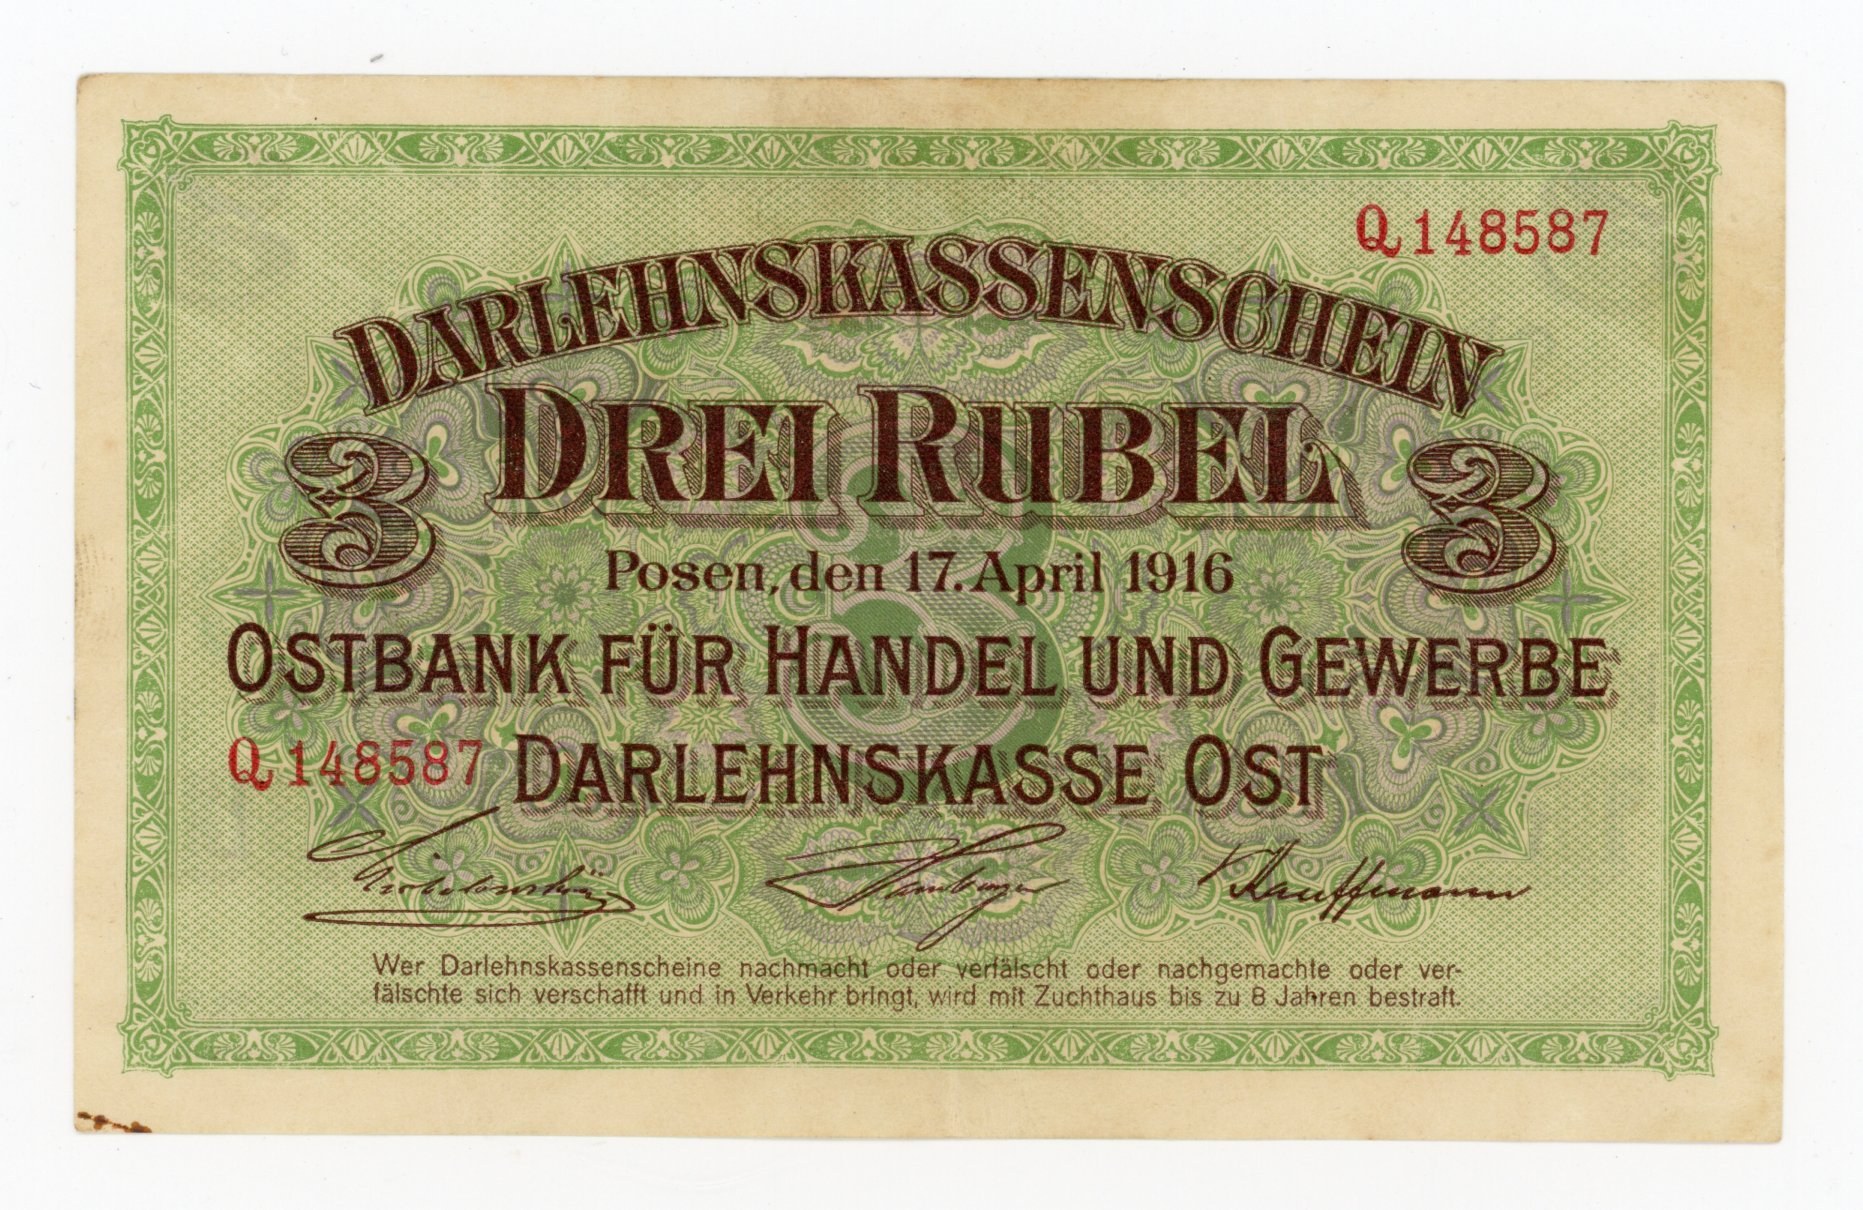 Q 148587
DARLEHNSKASSENSCHEIN
3 DREI RUBEL 3
Posen, den 17. April 1916
OSTBANK FÜR HANDEL UND GEWERBE
Q 148587 DARLEHNSKASSE OST
Hamburger Kauffmann
Wer Darlehnskassenscheine nachmacht oder verfälscht oder nachgemachte oder ver-
fälschte sich verschafft und in Verkehr bringt, wird mit Zuchthaus bis zu 8 Jahren bestraft.